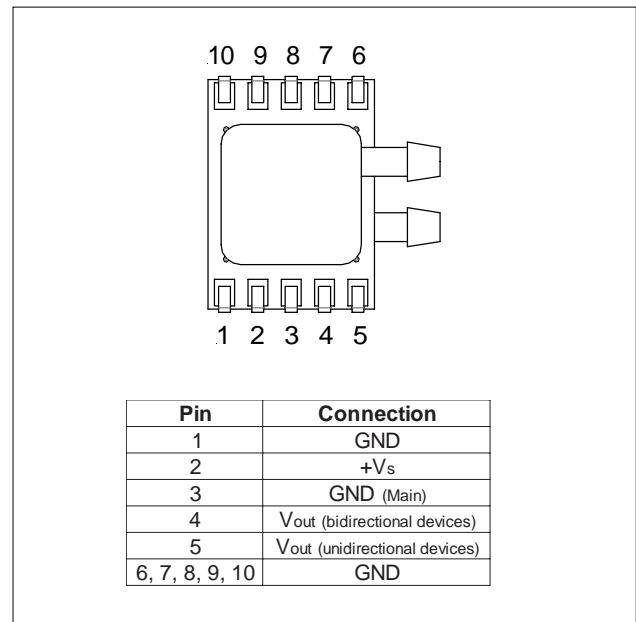 10 9 8 7 6
1 2 3 4 5
Pin Connection
1 GND
2 +Vs
3 GND (Main)
4 Vout (bidirectional devices)
5 Vout (unidirectional devices)
6, 7, 8, 9, 10 GND